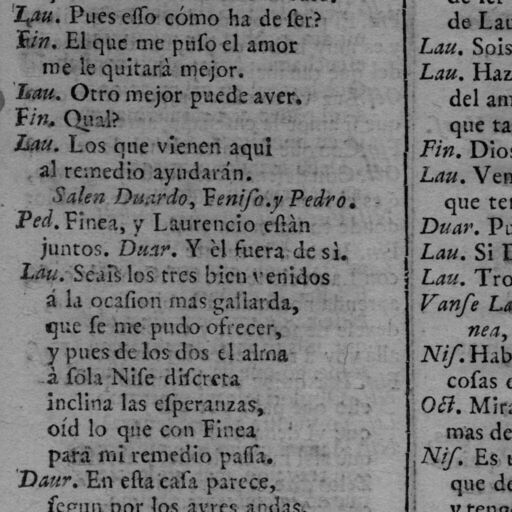 Lau. Pues eſſo cómo ha de ſer?
Fin. El que me puſo el amor
me le quitarà mejor.
Lau. Otro mejor puede aver.
Fin. Qual?
Lau. Los que vienen aqui
al remedio ayudarán.
Salen Duardo, Feniſo.y Pedro.
Ped. Finea, y Laurencio eſtàn
juntos. Duar. Y èl fuera de si.
Lau. Seais los tres bien venidos
á la ocaſion mas gallarda,
que ſe me pudo ofrecer,
y pues de los dos el alma
à ſola Niſe diſcreta
inclina las eſperanzas,
oíd lo que con Finea
para mi remedio paſſa.
Daur. En eſta caſa parece,
ſegun por los ayres andas,
de Lau
Lau. Sois
Lau. Haz
del am
que ta
Fin. Dios
Lau. Ven
que ten
Duar. Pu
Lau. Si D
Lau. Tro
Vanſe La
nea,
Niſ. Hab
coſas e
Oct. Mira
mas de
Niſ. Es u
que de
y teng